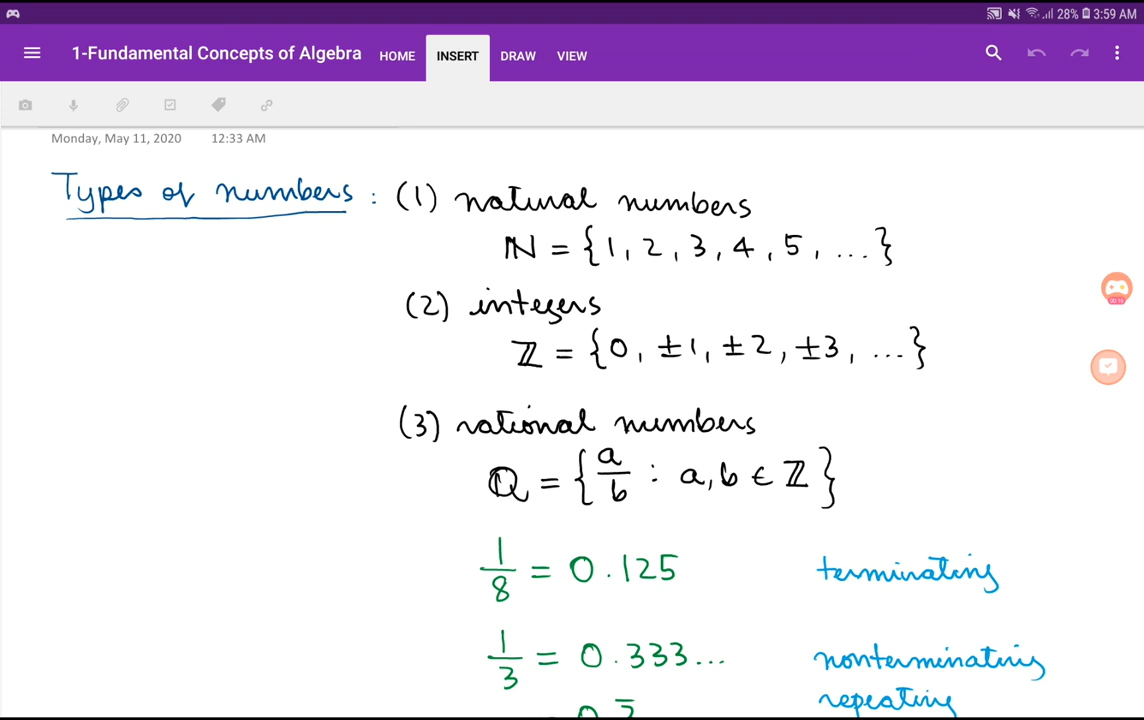 28% 3:59 AM
1-Fundamental Concepts of Algebra HOME INSERT DRAW VIEW
Monday, May 11, 2020 12:33 AM
Types of numbers : (1) natural numbers
ℕ = {1, 2, 3, 4, 5, ...}
(2) integers
ℤ = {0, ±1, ±2, ±3, ...}
00:10
(3) rational numbers
ℚ = {a/b : a, b ∈ ℤ}
1/8 = 0.125 terminating
1/3 = 0.333... nonterminating
repeating